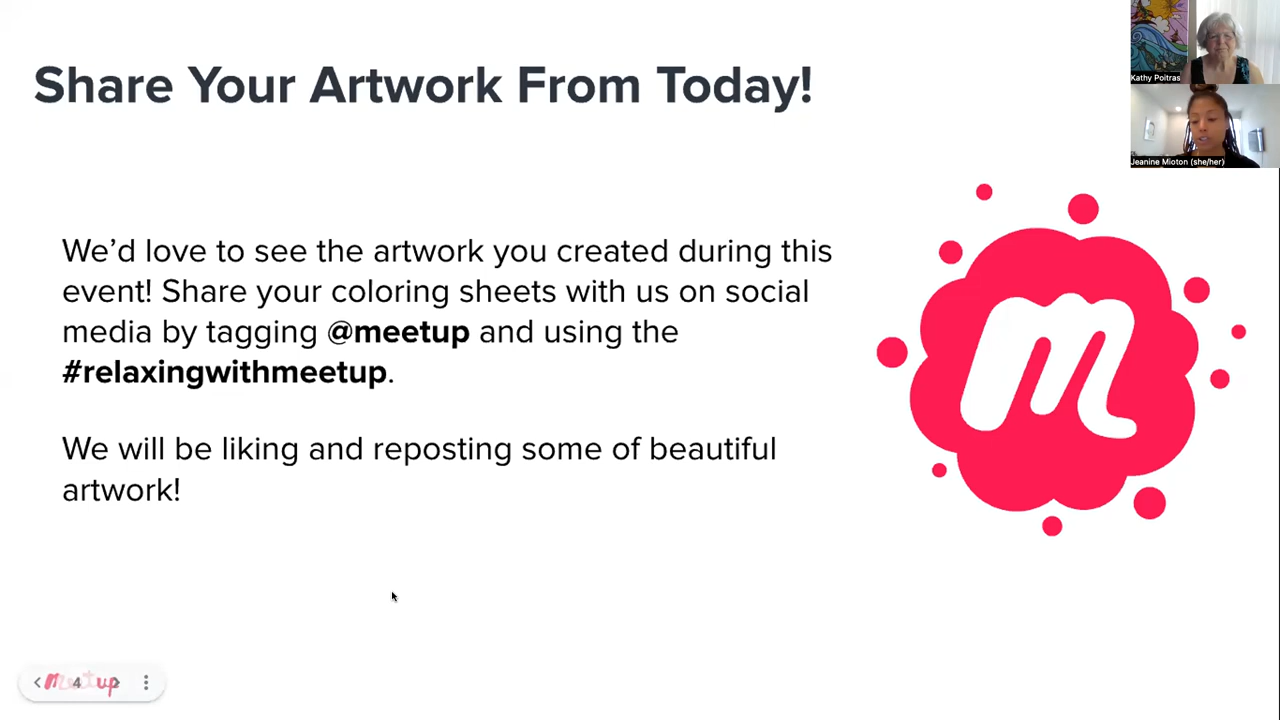 Share Your Artwork From Today!
Kathy Poitras
Jeanine Mioton (she/her)
We’d love to see the artwork you created during this
event! Share your coloring sheets with us on social
media by tagging @meetup and using the
#relaxingwithmeetup.
We will be liking and reposting some of beautiful
artwork!
m
meetup
4